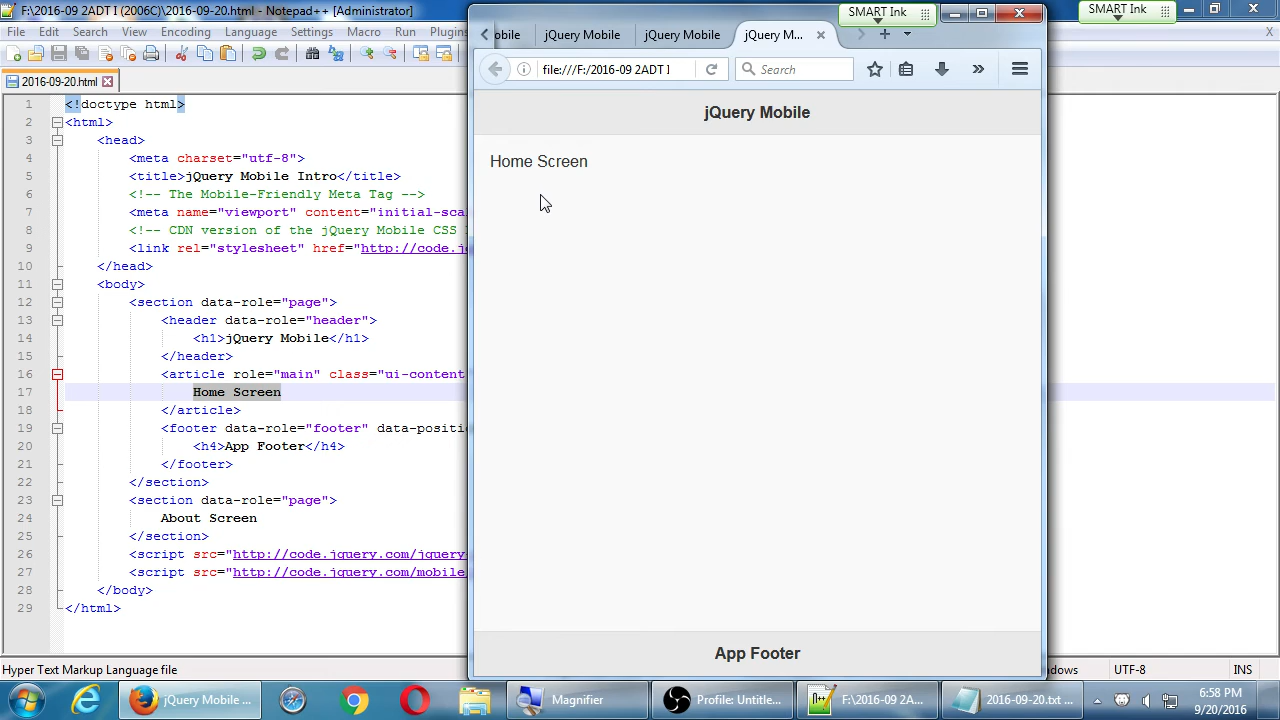 F:\2016-09 2ADT I (2006C)\2016-09-20.html - Notepad++ [Administrator]
SMART Ink
SMART Ink
File Edit Search View Encoding Language Settings Macro Run Plugins
2016-09-20.html
obile
jQuery Mobile
jQuery Mobile
jQuery M...
file:///F:/2016-09 2ADT I
Search
1 <!doctype html>
2 <html>
3 <head>
4 <meta charset="utf-8">
5 <title>jQuery Mobile Intro</title>
6 <!-- The Mobile-Friendly Meta Tag -->
7 <meta name="viewport" content="initial-sca
8 <!-- CDN version of the jQuery Mobile CSS
9 <link rel="stylesheet" href="http://code.j
10 </head>
11 <body>
12 <section data-role="page">
13 <header data-role="header">
14 <h1>jQuery Mobile</h1>
15 </header>
16 <article role="main" class="ui-content
17 Home Screen
18 </article>
19 <footer data-role="footer" data-positi
20 <h4>App Footer</h4>
21 </footer>
22 </section>
23 <section data-role="page">
24 About Screen
25 </section>
26 <script src="http://code.jquery.com/jquery
27 <script src="http://code.jquery.com/mobile
28 </body>
29 </html>
jQuery Mobile
Home Screen
App Footer
Hyper Text Markup Language file
dows
UTF-8
INS
jQuery Mobile ...
Magnifier
Profile: Untitle...
F:\2016-09 2A...
2016-09-20.txt ...
6:58 PM
9/20/2016